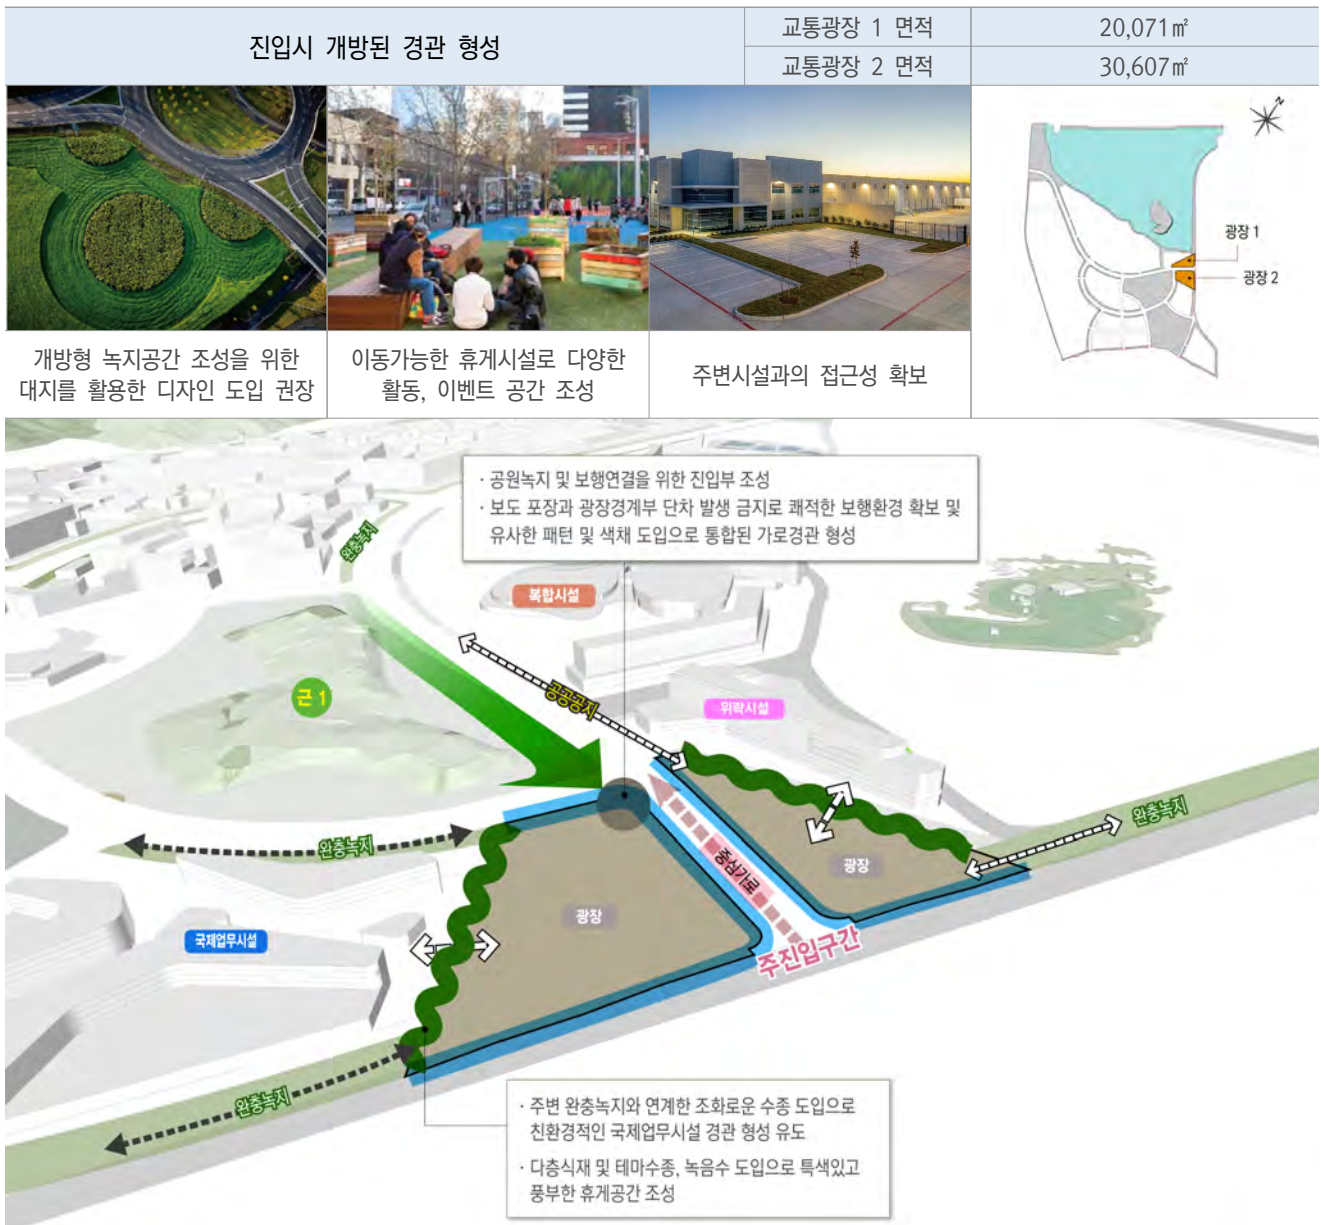 진입시 개방된 경관 형성
교통광장 1 면적
20,071㎡
교통광장 2 면적
30,607㎡
N
광장 1
광장 2
개방형 녹지공간 조성을 위한
대지를 활용한 디자인 도입 권장
이동가능한 휴게시설로 다양한
활동, 이벤트 공간 조성
주변시설과의 접근성 확보
· 공원녹지 및 보행연결을 위한 진입부 조성
· 보도 포장과 광장경계부 단차 발생 금지로 쾌적한 보행환경 확보 및
유사한 패턴 및 색채 도입으로 통합된 가로경관 형성
완충녹지
복합시설
근 1
공공공지
위락시설
완충녹지
완충녹지
광장
중심가로
광장
국제업무시설
주진입구간
완충녹지
· 주변 완충녹지와 연계한 조화로운 수종 도입으로
친환경적인 국제업무시설 경관 형성 유도
· 다층식재 및 테마수종, 녹음수 도입으로 특색있고
풍부한 휴게공간 조성